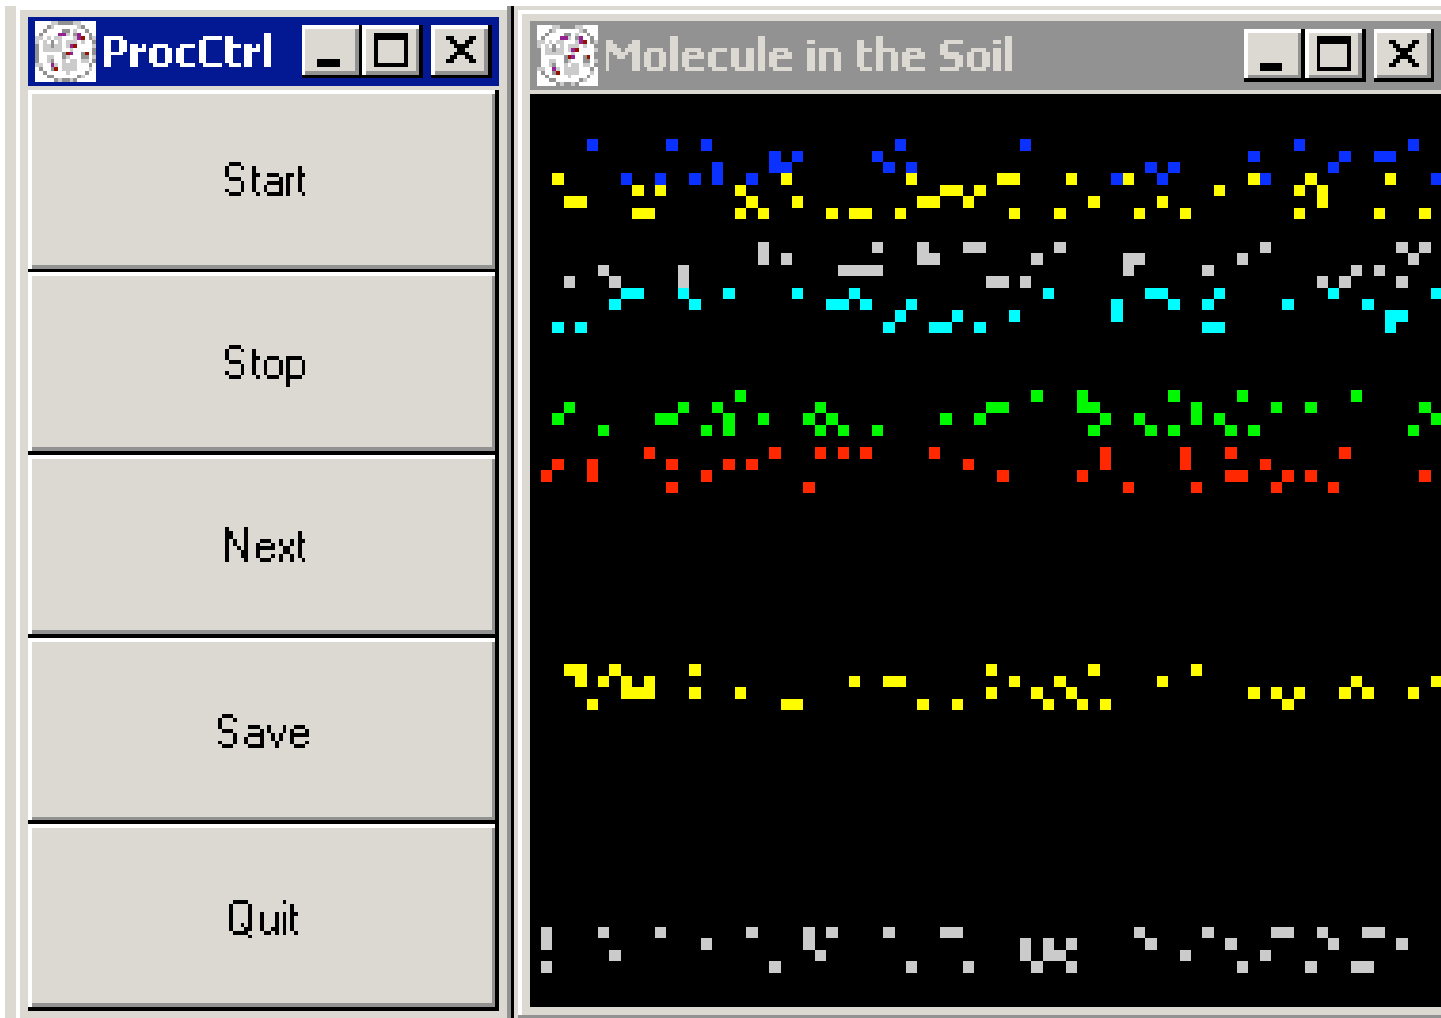 ProcCtrl
Molecule in the Soil
Start
Stop
Next
Save
Quit